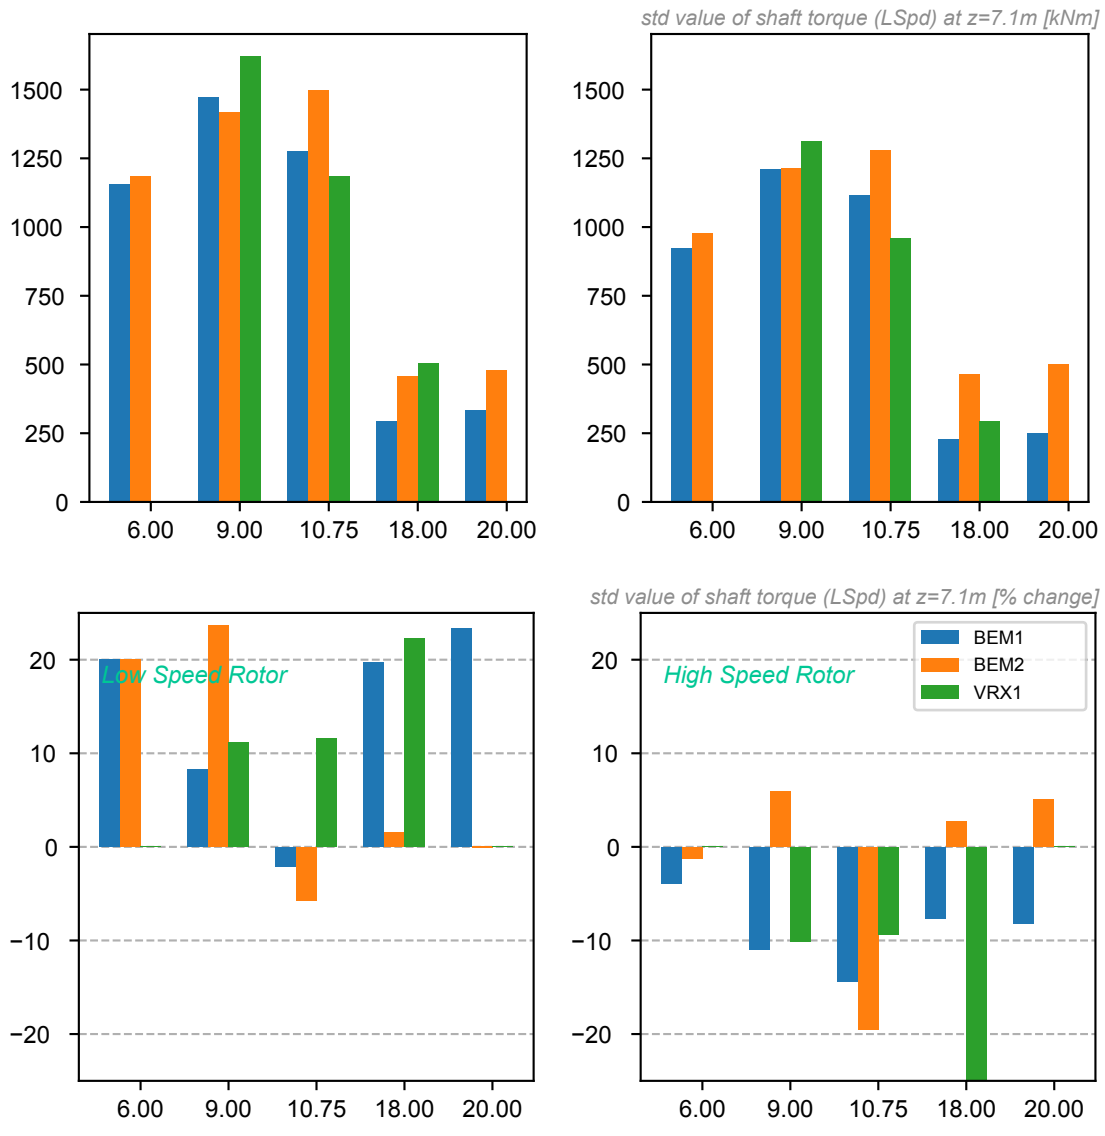 std value of shaft torque (LSpd) at z=7.1m [kNm]
1500
1250
1000
750
500
250
0
6.00 9.00 10.75 18.00 20.00
1500
1250
1000
750
500
250
0
6.00 9.00 10.75 18.00 20.00
std value of shaft torque (LSpd) at z=7.1m [% change]
20
10
0
−10
−20
Low Speed Rotor
6.00 9.00 10.75 18.00 20.00
20
10
0
−10
−20
High Speed Rotor
BEM1
BEM2
VRX1
6.00 9.00 10.75 18.00 20.00